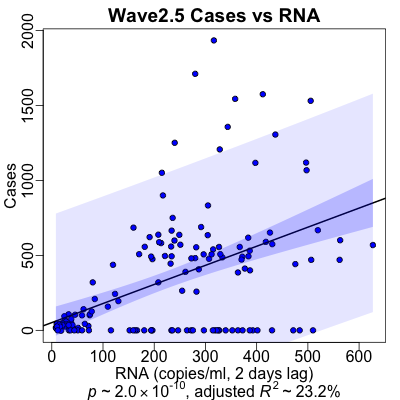 Wave2.5 Cases vs RNA
2000
1500
1000
500
0
Cases
0 100 200 300 400 500 600
RNA (copies/ml, 2 days lag)
p ~ 2.0 × 10⁻¹⁰, adjusted R² ~ 23.2%